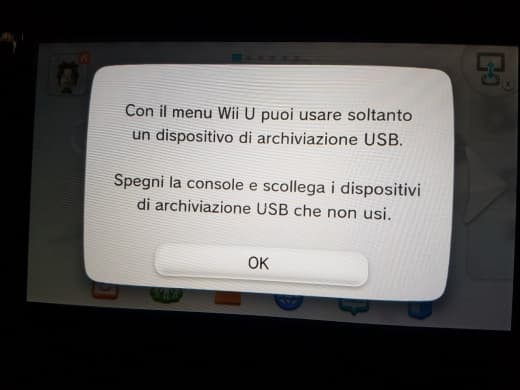 Con il menu Wii U puoi usare soltanto
un dispositivo di archiviazione USB.
Spegni la console e scollega i dispositivi
di archiviazione USB che non usi.
OK